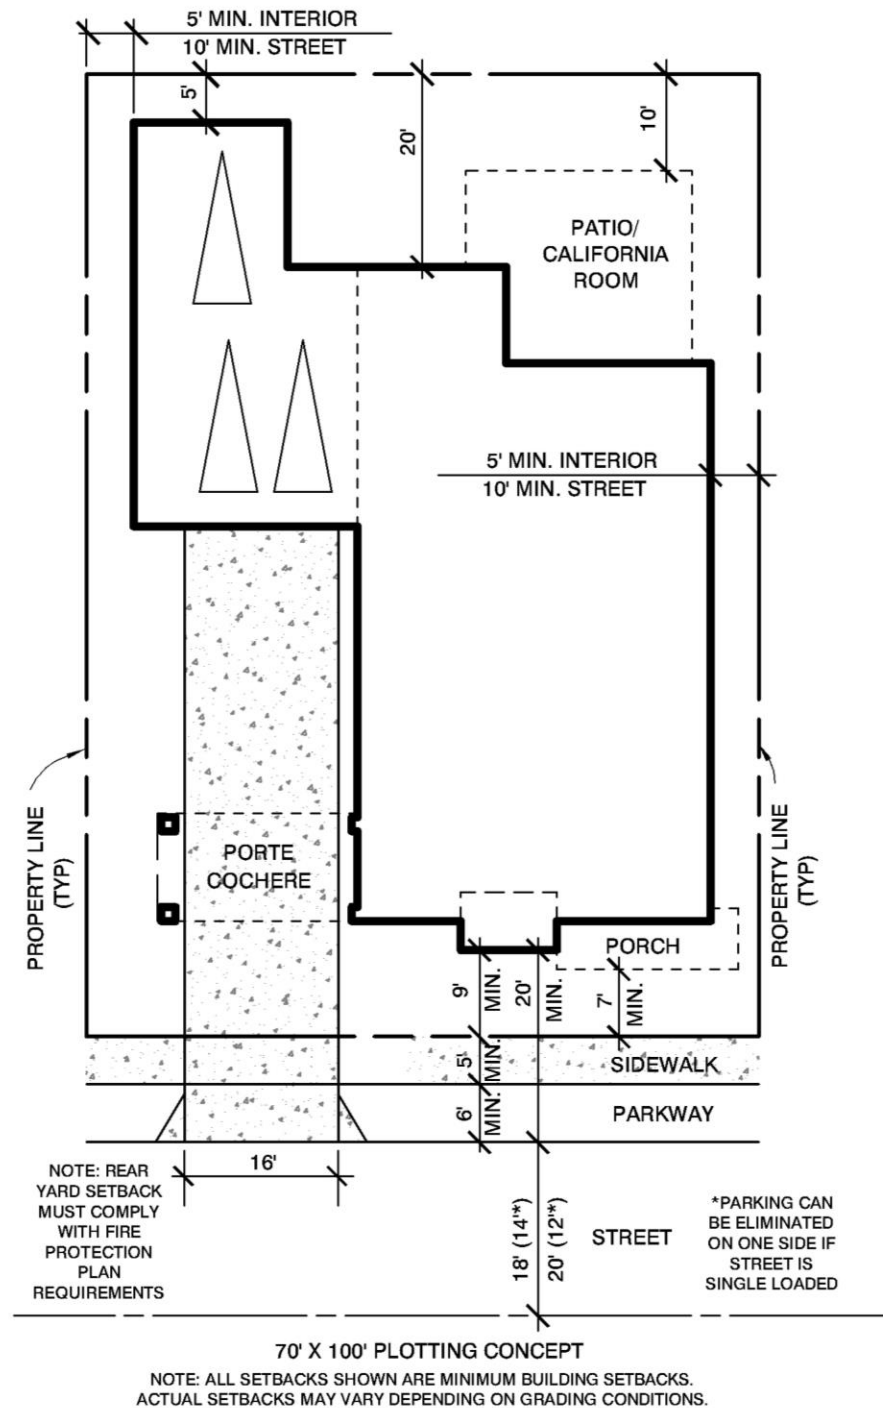 5' MIN. INTERIOR
10' MIN. STREET
5'
20'
10'
PATIO/
CALIFORNIA
ROOM
5' MIN. INTERIOR
10' MIN. STREET
PROPERTY LINE
(TYP)
PORTE
COCHERE
PROPERTY LINE
(TYP)
PORCH
9'
MIN.
20'
7'
MIN.
5'
MIN.
SIDEWALK
6'
MIN.
PARKWAY
16'
NOTE: REAR
YARD SETBACK
MUST COMPLY
WITH FIRE
PROTECTION
PLAN
REQUIREMENTS
18' (14'*)
20' (12'*)
STREET
*PARKING CAN
BE ELIMINATED
ON ONE SIDE IF
STREET IS
SINGLE LOADED
70' X 100' PLOTTING CONCEPT
NOTE: ALL SETBACKS SHOWN ARE MINIMUM BUILDING SETBACKS.
ACTUAL SETBACKS MAY VARY DEPENDING ON GRADING CONDITIONS.